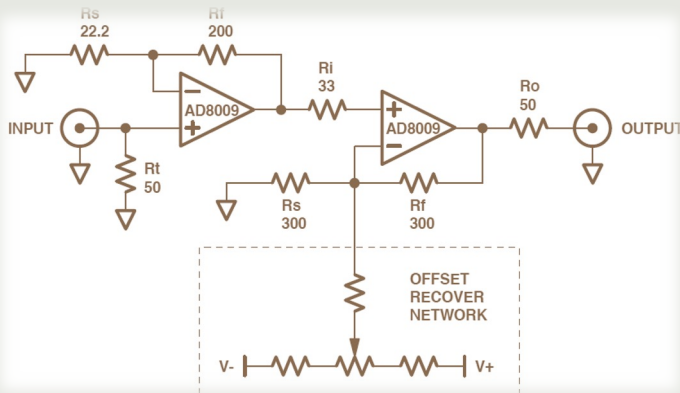 Rs
22.2
Rf
200
Ri
33
AD8009
INPUT
Rt
50
AD8009
Ro
50
OUTPUT
Rs
300
Rf
300
OFFSET
RECOVER
NETWORK
V-
V+